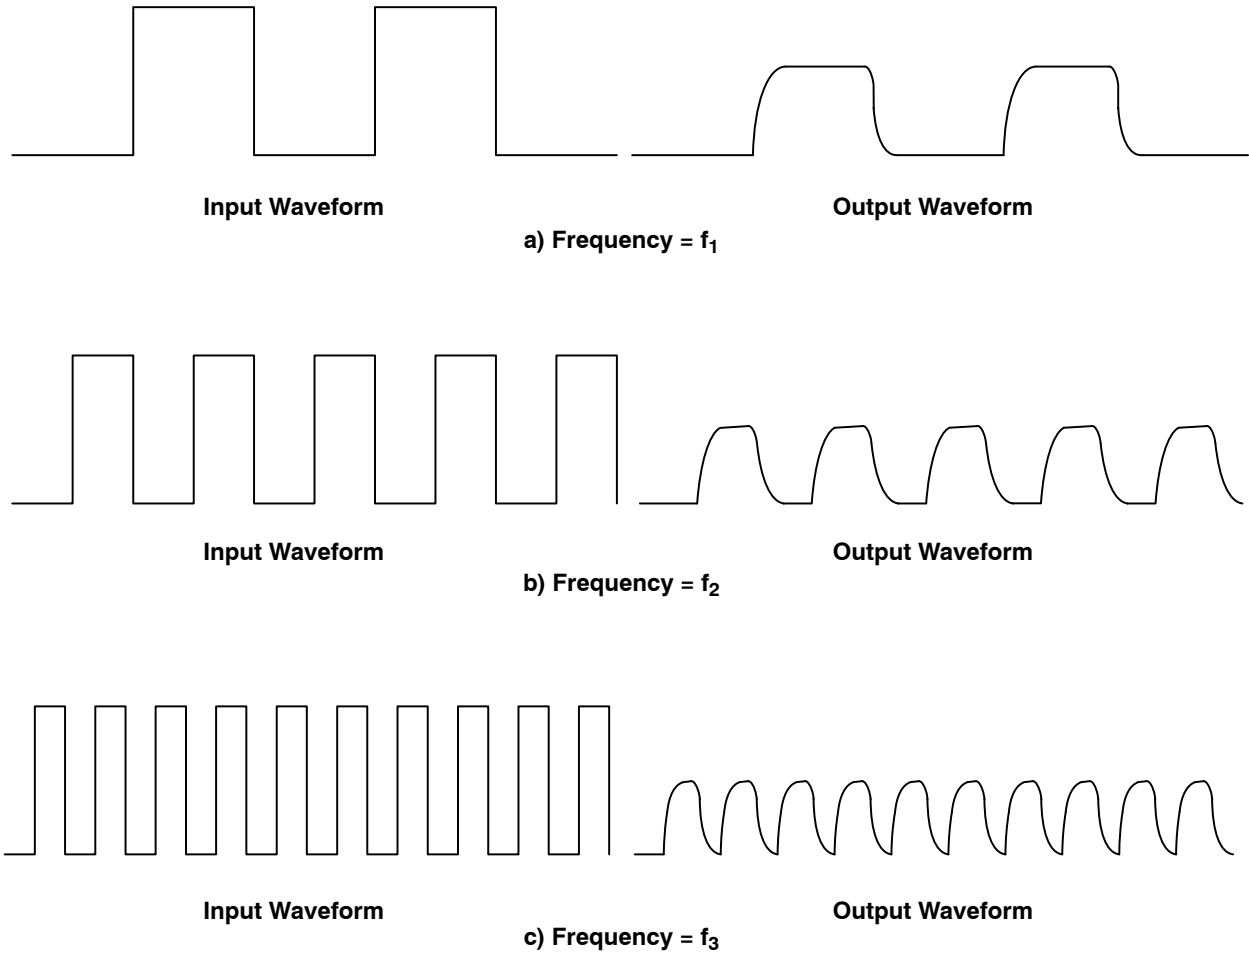 Input Waveform
Output Waveform
a) Frequency = f₁
Input Waveform
Output Waveform
b) Frequency = f₂
Input Waveform
Output Waveform
c) Frequency = f₃